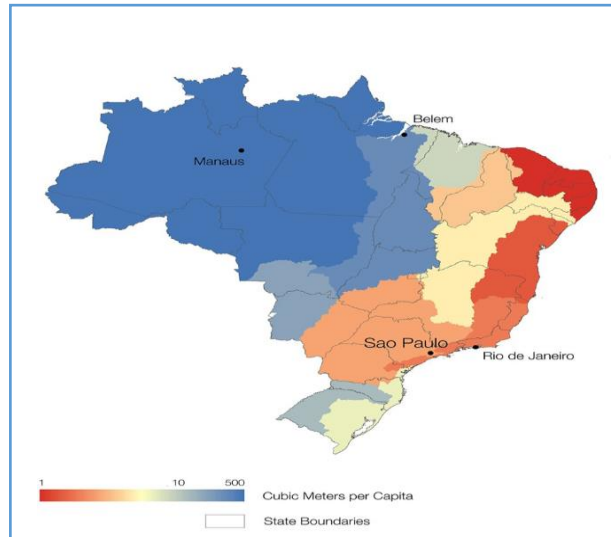 Belem
Manaus
Sao Paulo
Rio de Janeiro
1 10 500
Cubic Meters per Capita
State Boundaries